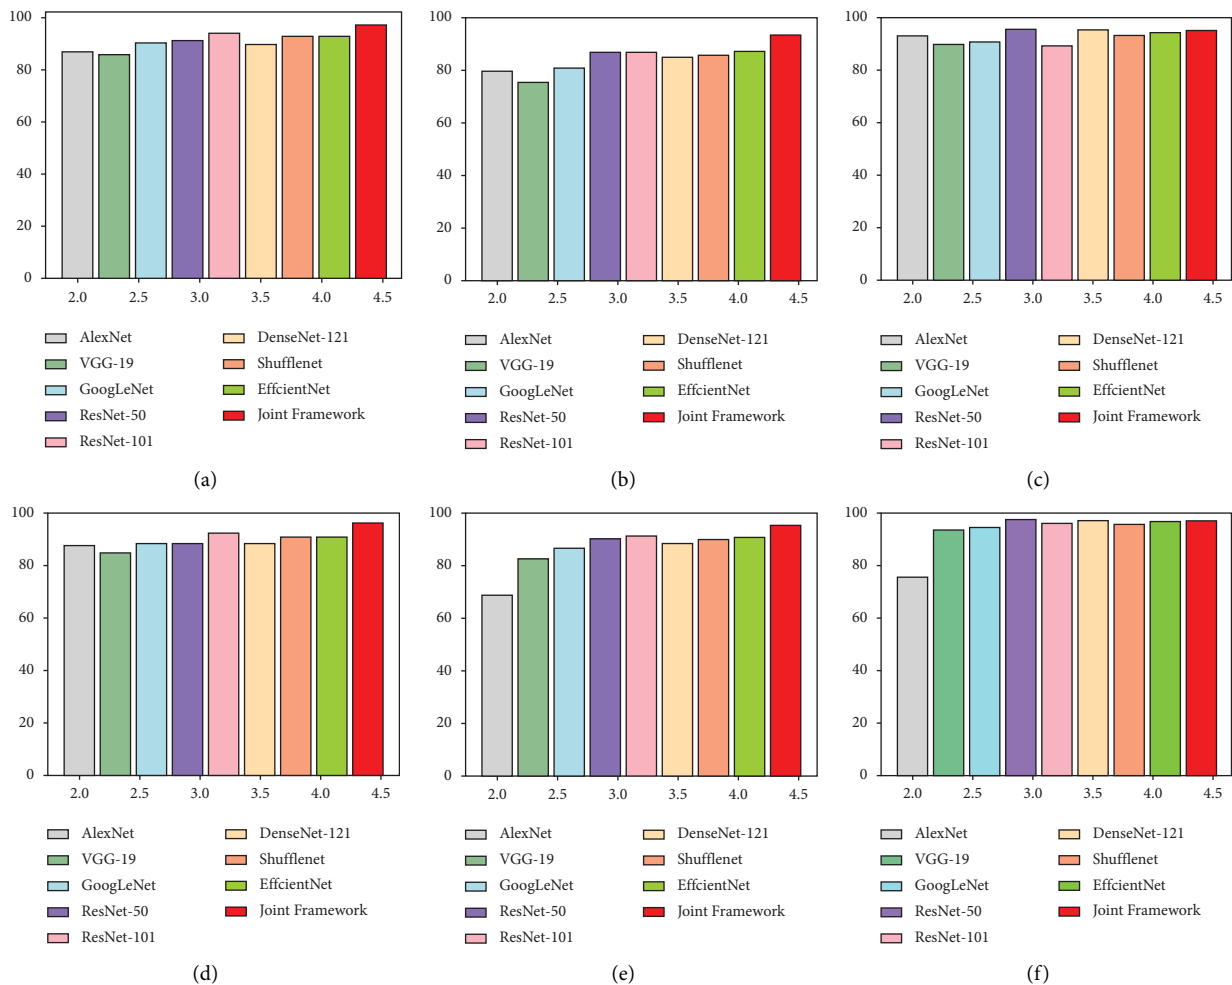 100
80
60
40
20
0
2.0 2.5 3.0 3.5 4.0 4.5
AlexNet
VGG-19
GoogLeNet
ResNet-50
ResNet-101
DenseNet-121
Shufflenet
EffcientNet
Joint Framework
(a)
100
80
60
40
20
0
2.0 2.5 3.0 3.5 4.0 4.5
AlexNet
VGG-19
GoogLeNet
ResNet-50
ResNet-101
DenseNet-121
Shufflenet
EffcientNet
Joint Framework
(b)
100
80
60
40
20
0
2.0 2.5 3.0 3.5 4.0 4.5
AlexNet
VGG-19
GoogLeNet
ResNet-50
ResNet-101
DenseNet-121
Shufflenet
EffcientNet
Joint Framework
(c)
100
80
60
40
20
0
2.0 2.5 3.0 3.5 4.0 4.5
AlexNet
VGG-19
GoogLeNet
ResNet-50
ResNet-101
DenseNet-121
Shufflenet
EffcientNet
Joint Framework
(d)
100
80
60
40
20
0
2.0 2.5 3.0 3.5 4.0 4.5
AlexNet
VGG-19
GoogLeNet
ResNet-50
ResNet-101
DenseNet-121
Shufflenet
EffcientNet
Joint Framework
(e)
100
80
60
40
20
0
2.0 2.5 3.0 3.5 4.0 4.5
AlexNet
VGG-19
GoogLeNet
ResNet-50
ResNet-101
DenseNet-121
Shufflenet
EffcientNet
Joint Framework
(f)